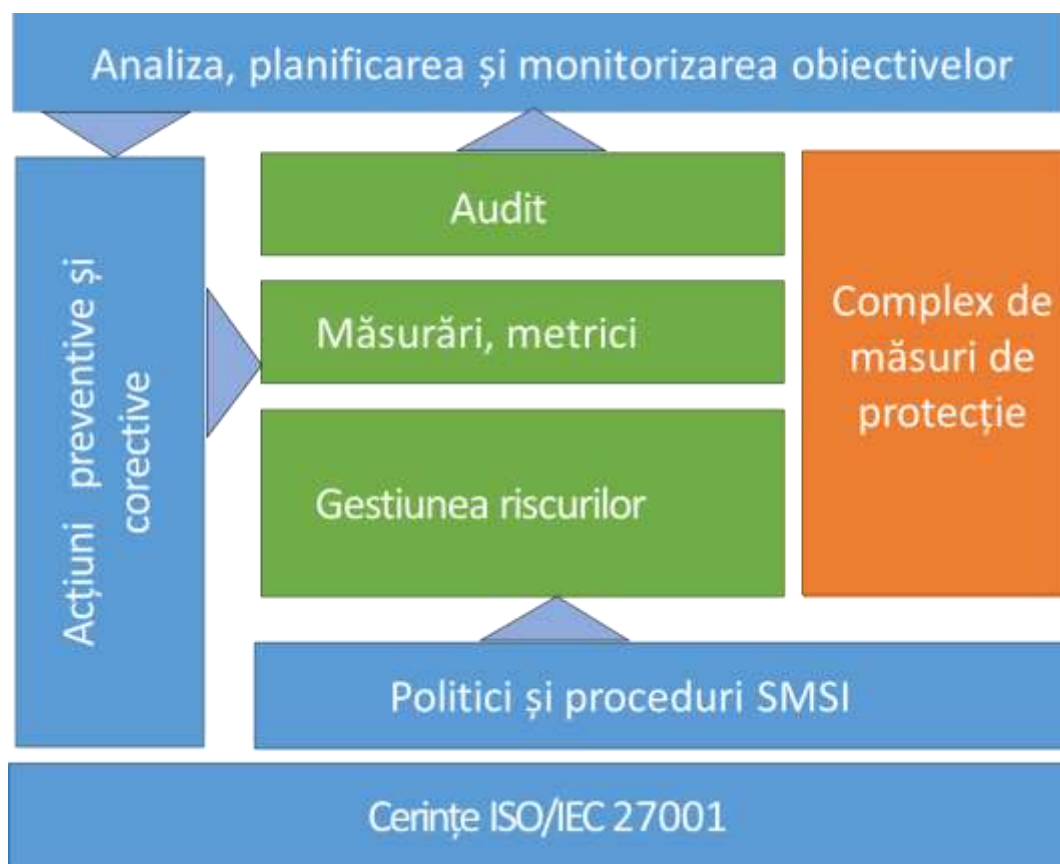 Analiza, planificarea și monitorizarea obiectivelor
Acțiuni preventive și
corective
Audit
Măsurări, metrici
Gestiunea riscurilor
Complex de
măsuri de
protecție
Politici și proceduri SMSI
Cerințe ISO/IEC 27001